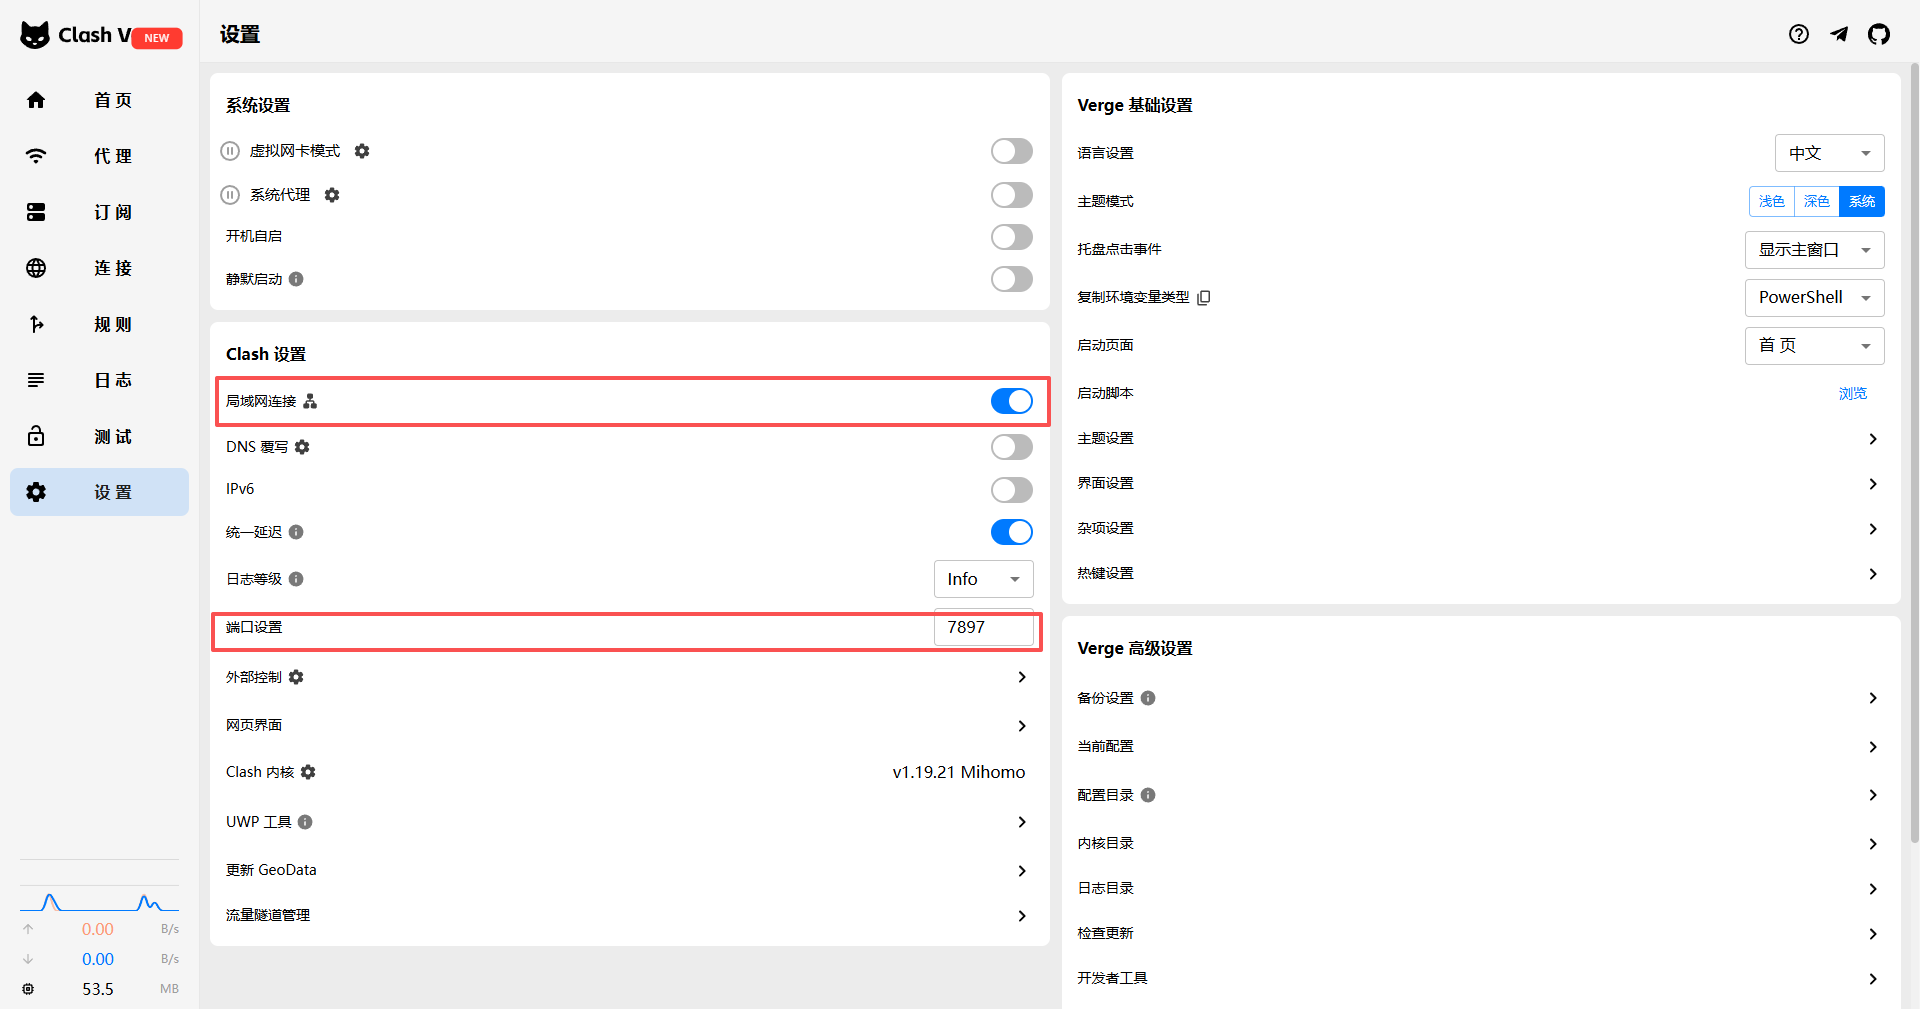 Clash V
NEW
首 页
代 理
订 阅
连 接
规 则
日 志
测 试
设 置
0.00 B/s
0.00 B/s
53.5 MB
设置
系统设置
虚拟网卡模式
系统代理
开机自启
静默启动
Clash 设置
局域网连接
DNS 覆写
IPv6
统一延迟
日志等级 Info
端口设置 7897
外部控制
网页界面
Clash 内核 v1.19.21 Mihomo
UWP 工具
更新 GeoData
流量隧道管理
Verge 基础设置
语言设置 中文
主题模式 浅色 深色 系统
托盘点击事件 显示主窗口
复制环境变量类型 PowerShell
启动页面 首 页
启动脚本 浏览
主题设置
界面设置
杂项设置
热键设置
Verge 高级设置
备份设置
当前配置
配置目录
内核目录
日志目录
检查更新
开发者工具